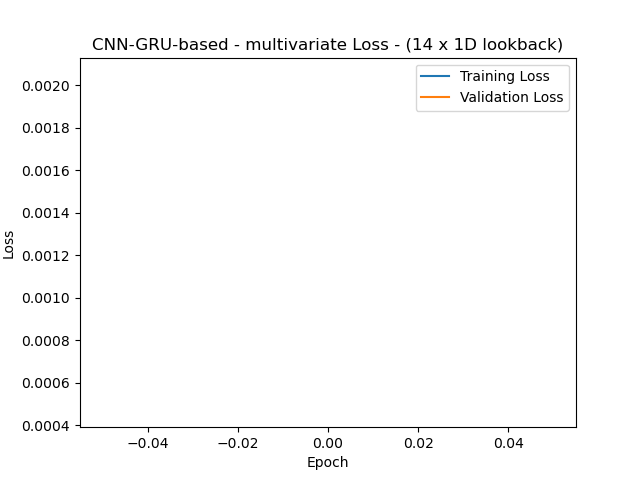 CNN-GRU-based - multivariate Loss - (14 x 1D lookback)
Training Loss
Validation Loss
0.0020
0.0018
0.0016
0.0014
0.0012
0.0010
0.0008
0.0006
0.0004
Loss
−0.04
−0.02
0.00
0.02
0.04
Epoch